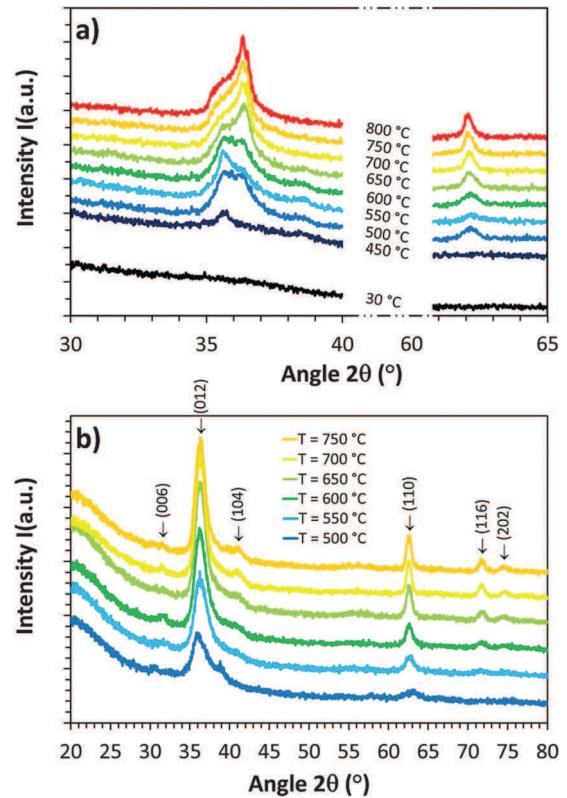 a)
Intensity I(a.u.)
800 °C
750 °C
700 °C
650 °C
600 °C
550 °C
500 °C
450 °C
30 °C
30 35 40 60 65
Angle 2θ (°)
b)
(006)
(012)
(104)
(110)
(116)
(202)
T = 750 °C
T = 700 °C
T = 650 °C
T = 600 °C
T = 550 °C
T = 500 °C
Intensity I(a.u.)
20 25 30 35 40 45 50 55 60 65 70 75 80
Angle 2θ (°)